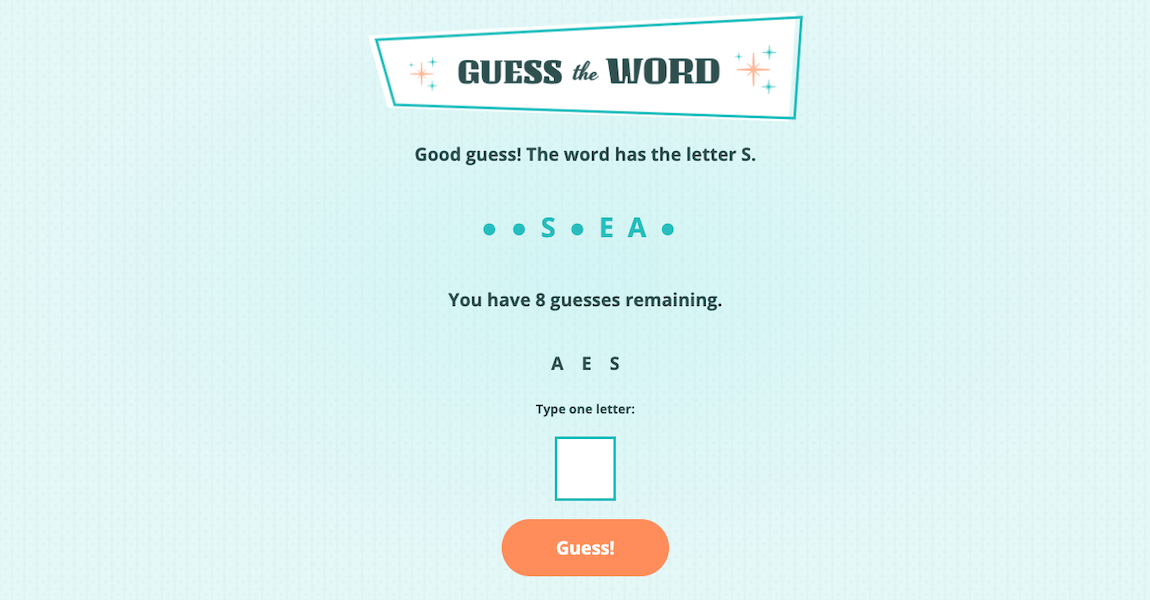 GUESS the WORD
Good guess! The word has the letter S.
● ● S ● E A ●
You have 8 guesses remaining.
A E S
Type one letter:
Guess!